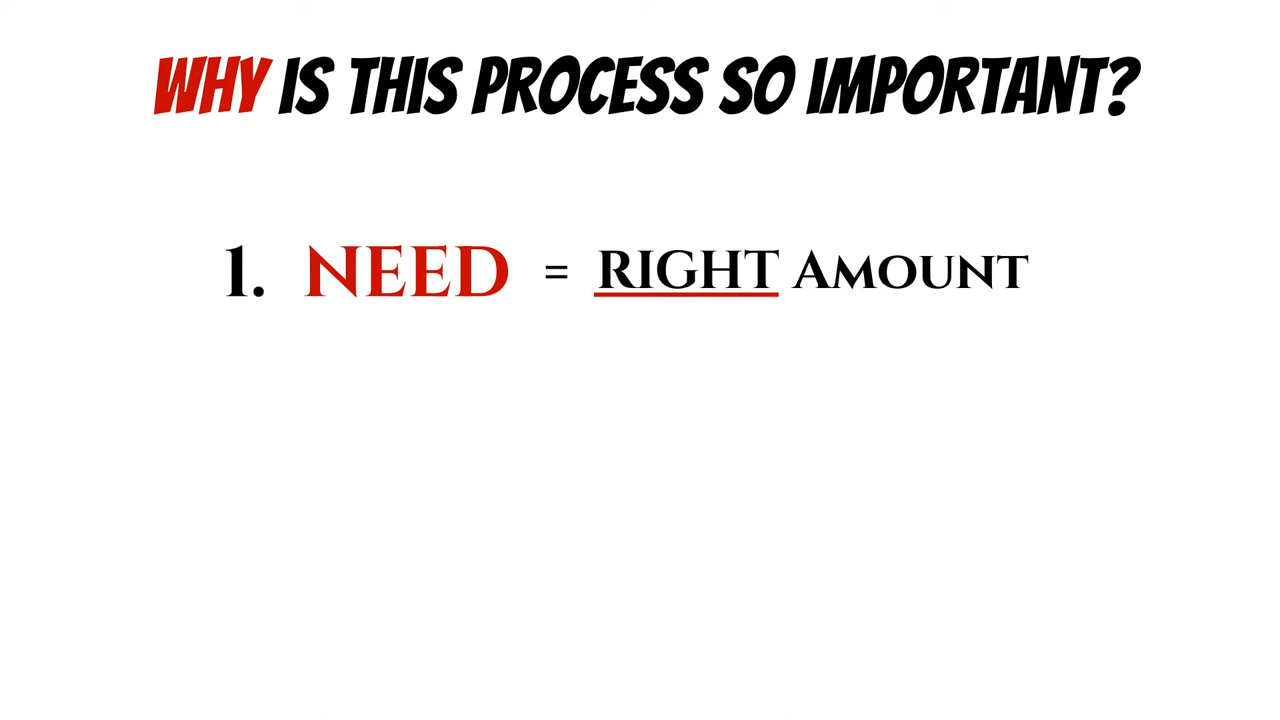 WHY IS THIS PROCESS SO IMPORTANT?
1. NEED = RIGHT AMOUNT